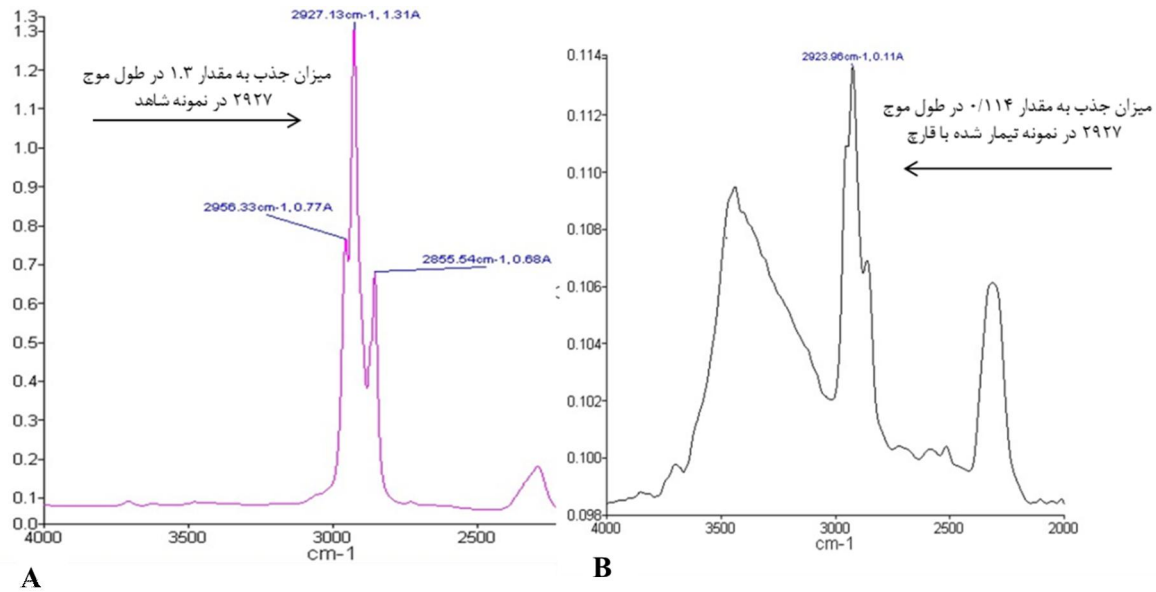 1.3
1.3
1.2
1.1
1.0
0.9
0.8
0.7
0.6
0.5
0.4
0.3
0.2
0.1
0.0
4000 3500 3000 2500
cm-1
2927.13cm-1, 1.31A
2956.33cm-1, 0.77A
2855.54cm-1, 0.68A
میزان جذب به مقدار ۱.۳ در طول موج
۲۹۲۷ در نمونه شاهد
A
0.114
0.112
0.110
0.108
0.106
0.104
0.102
0.100
0.098
4000 3500 3000 2500 2000
cm-1
2923.96cm-1, 0.11A
میزان جذب به مقدار ۰/۱۱۴ در طول موج
۲۹۲۷ در نمونه تیمار شده با قارچ
B